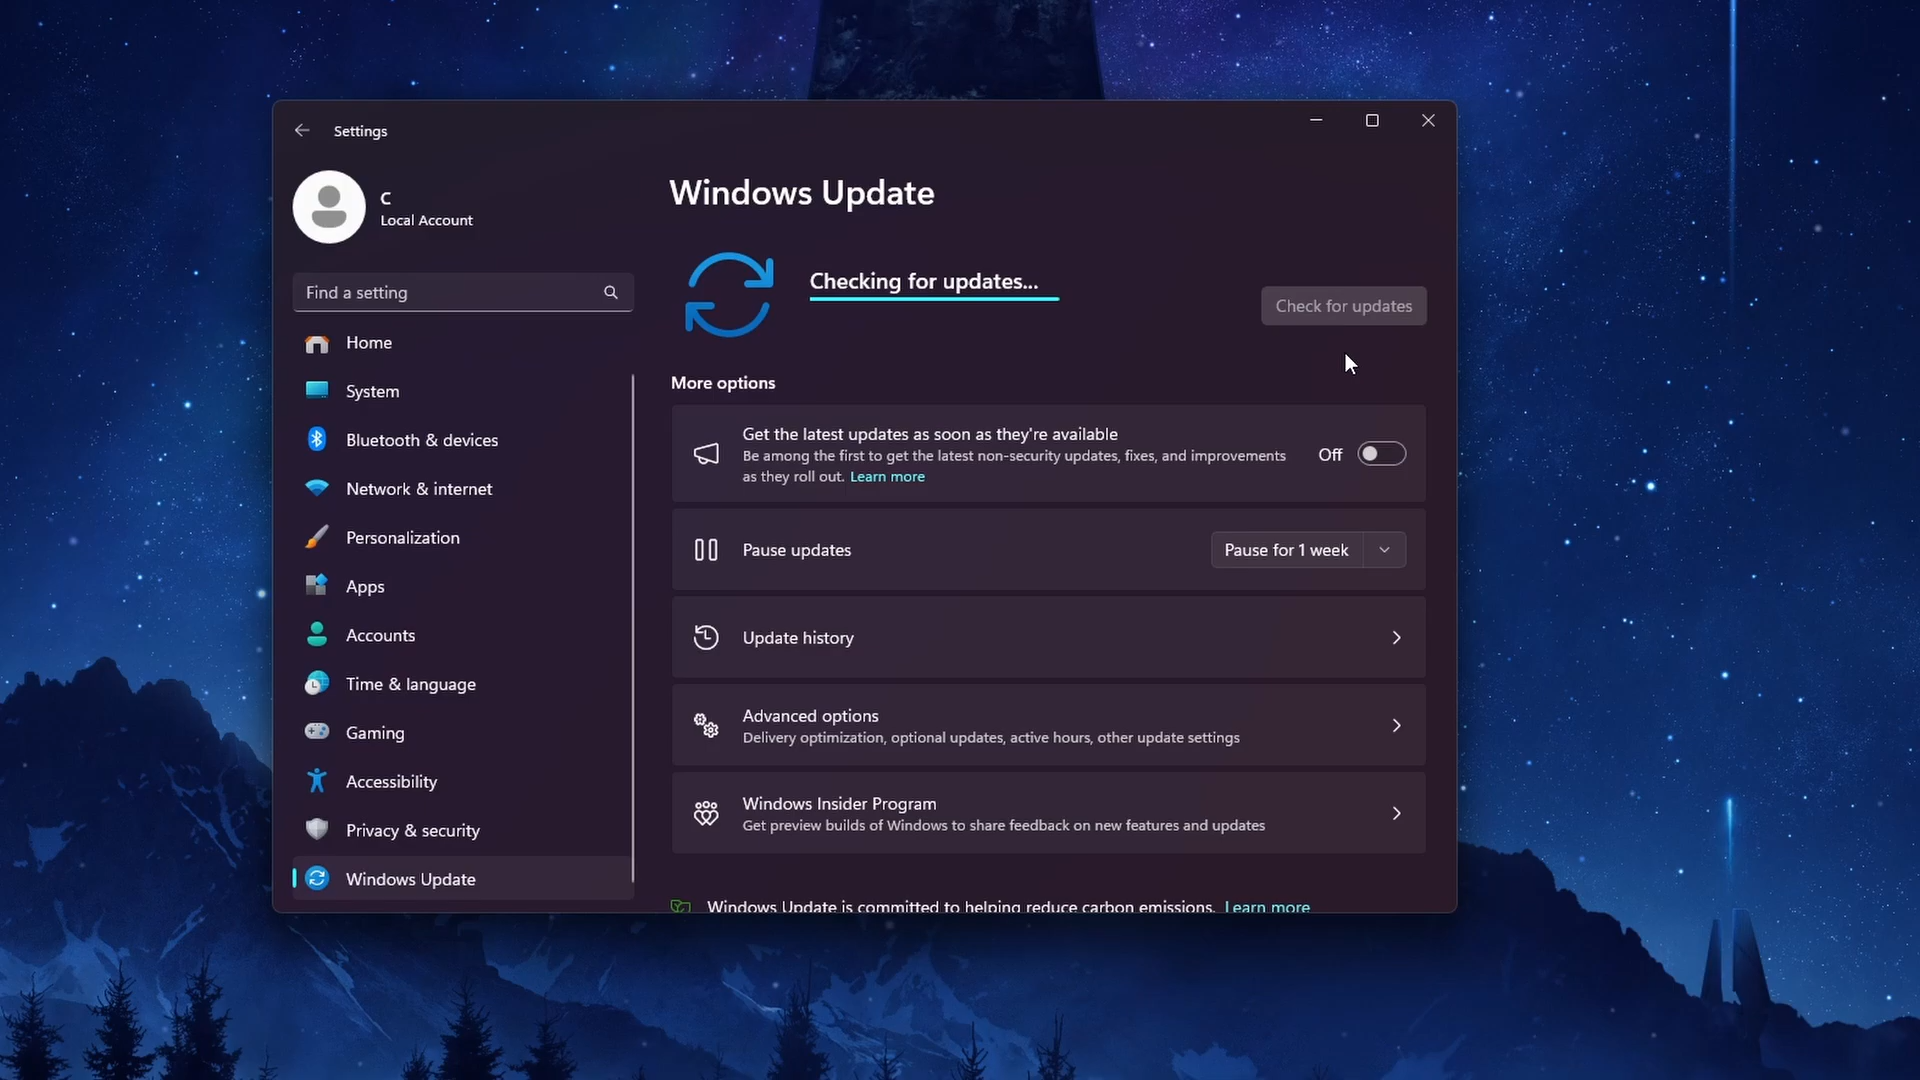 Settings
C
Local Account
Find a setting
Home
System
Bluetooth & devices
Network & internet
Personalization
Apps
Accounts
Time & language
Gaming
Accessibility
Privacy & security
Windows Update
Windows Update
Checking for updates...
Check for updates
More options
Get the latest updates as soon as they're available
Be among the first to get the latest non-security updates, fixes, and improvements
as they roll out. Learn more
Off
Pause updates
Pause for 1 week
Update history
Advanced options
Delivery optimization, optional updates, active hours, other update settings
Windows Insider Program
Get preview builds of Windows to share feedback on new features and updates
Windows Update is committed to helping reduce carbon emissions. Learn more